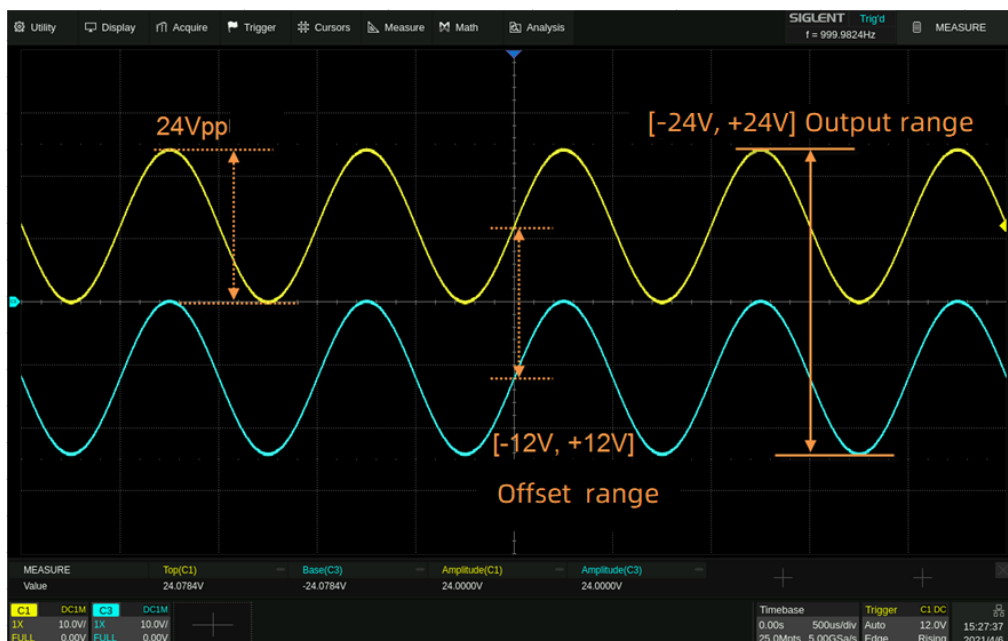 Utility Display Acquire Trigger Cursors Measure Math Analysis SIGLENT Trig'd MEASURE
f = 999.9824Hz
24Vpp
[-24V, +24V] Output range
[-12V, +12V]
Offset range
MEASURE Top(C1) Base(C3) Amplitude(C1) Amplitude(C3)
Value 24.0784V -24.0784V 24.0000V 24.0000V
C1 DC1M C3 DC1M Timebase Trigger C1 DC
1X 10.0V/ 1X 10.0V/ 0.00s 500us/div Auto 12.0V 15:27:37
FULL 0.00V FULL 0.00V 25.0Mpts 5.00GSa/s Edge Rising 2021/4/6